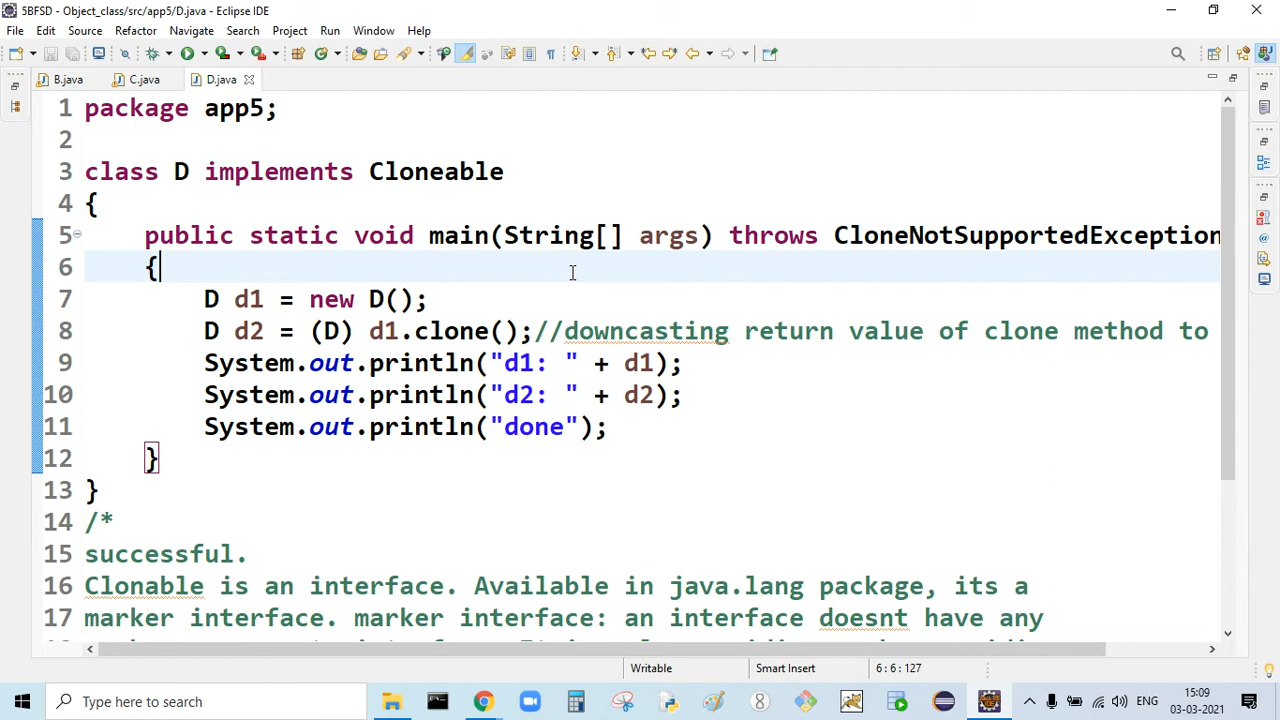 5BFSD - Object_class/src/app5/D.java - Eclipse IDE
File Edit Source Refactor Navigate Search Project Run Window Help
B.java C.java D.java
1 package app5;
2
3 class D implements Cloneable
4 {
5 public static void main(String[] args) throws CloneNotSupportedException
6 {
7 D d1 = new D();
8 D d2 = (D) d1.clone();//downcasting return value of clone method to
9 System.out.println("d1: " + d1);
10 System.out.println("d2: " + d2);
11 System.out.println("done");
12 }
13 }
14 /*
15 successful.
16 Clonable is an interface. Available in java.lang package, its a
17 marker interface. marker interface: an interface doesnt have any
Writable Smart Insert 6 : 6 : 127
Type here to search
ENG 15:09
03-03-2021